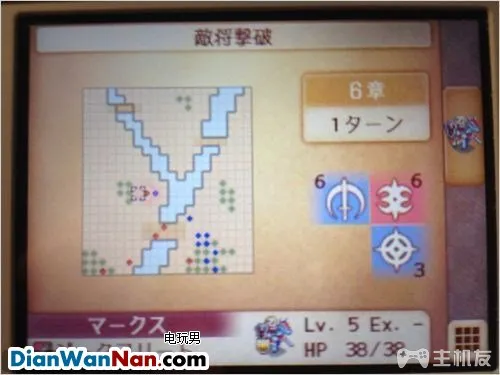 敵将撃破
6章
1ターン
6
6
3
マークス
電玩男
Lv. 5 Ex. -
HP 38/38
DianWanNan.com
主机友